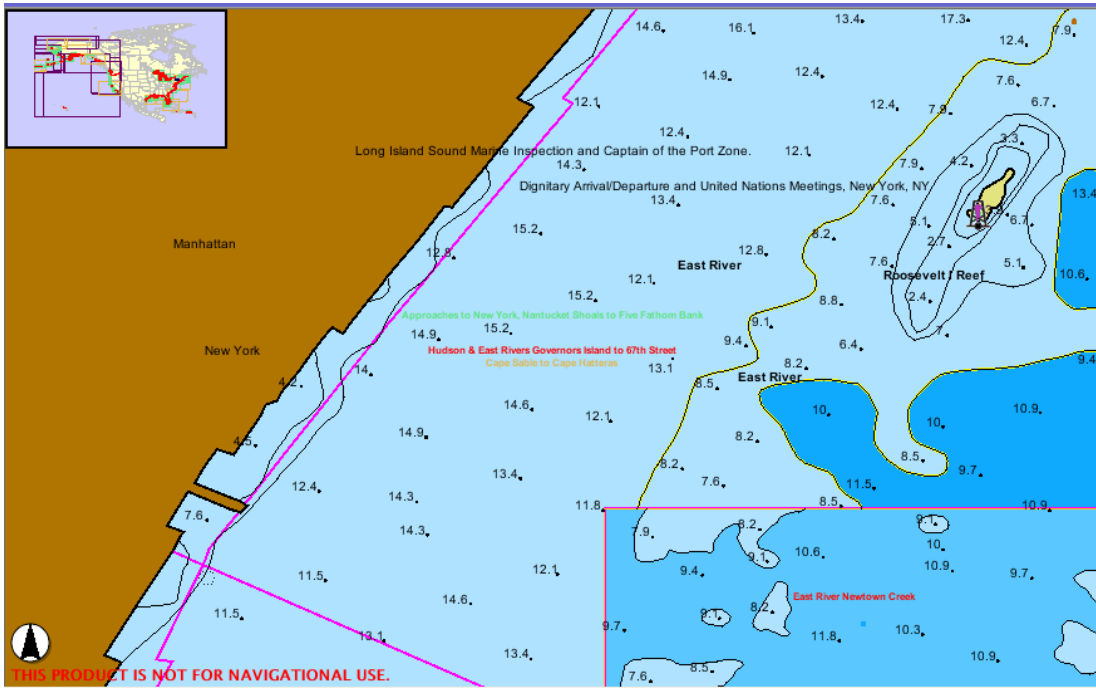 14.6 16.1 13.4 17.3 7.9
12.4
14.9 12.4 7.6
12.1 12.4 7.9 6.7
12.4 3.3
Long Island Sound Marine Inspection and Captain of the Port Zone.
14.3 12.1 7.9 4.2
Dignitary Arrival/Departure and United Nations Meetings, New York, NY
13.4 7.6 13.4
15.2 5.1 6.7
8.2 2.7
Manhattan
12.8 12.8
East River 7.6 5.1
12.1 Roosevelt I Reef 10.6
15.2 8.8 2.4
Approaches to New York, Nantucket Shoals to Five Fathom Bank
15.2 9.1
14.9 9.4 6.4 7
New York
Hudson & East Rivers Governors Island to 67th Street
Cape Sable to Cape Hatteras
14 13.1 8.2 9.4
4.2 8.5 East River
14.6 12.1 10 10.9
14.9 8.2 10
4.5
8.2 8.5 9.7
12.4 13.4 7.6 11.5
14.3 11.8 8.5 10.9
7.6 14.3 7.9 8.2 9.1
9.1 10.6 10
11.5 12.1 9.4 10.9 9.7
East River Newtown Creek
14.6 8.2
11.5 9.1
13.1 9.7 11.8 10.3
13.4 10.9
THIS PRODUCT IS NOT FOR NAVIGATIONAL USE.
7.6 8.5